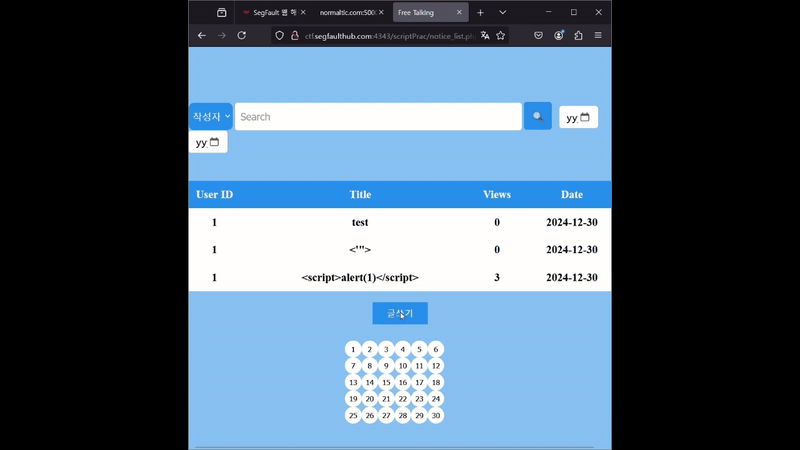 SegFault 웹 해
normaltic.com:500
Free Talking
ctf.segfaulthub.com:4343/scriptPrac/notice_list.ph
작성자
Search
yy.
yy.
User ID Title Views Date
1 test 0 2024-12-30
1 <'"> 0 2024-12-30
1 <script>alert(1)</script> 3 2024-12-30
글쓰기
1 2 3 4 5 6
7 8 9 10 11 12
13 14 15 16 17 18
19 20 21 22 23 24
25 26 27 28 29 30